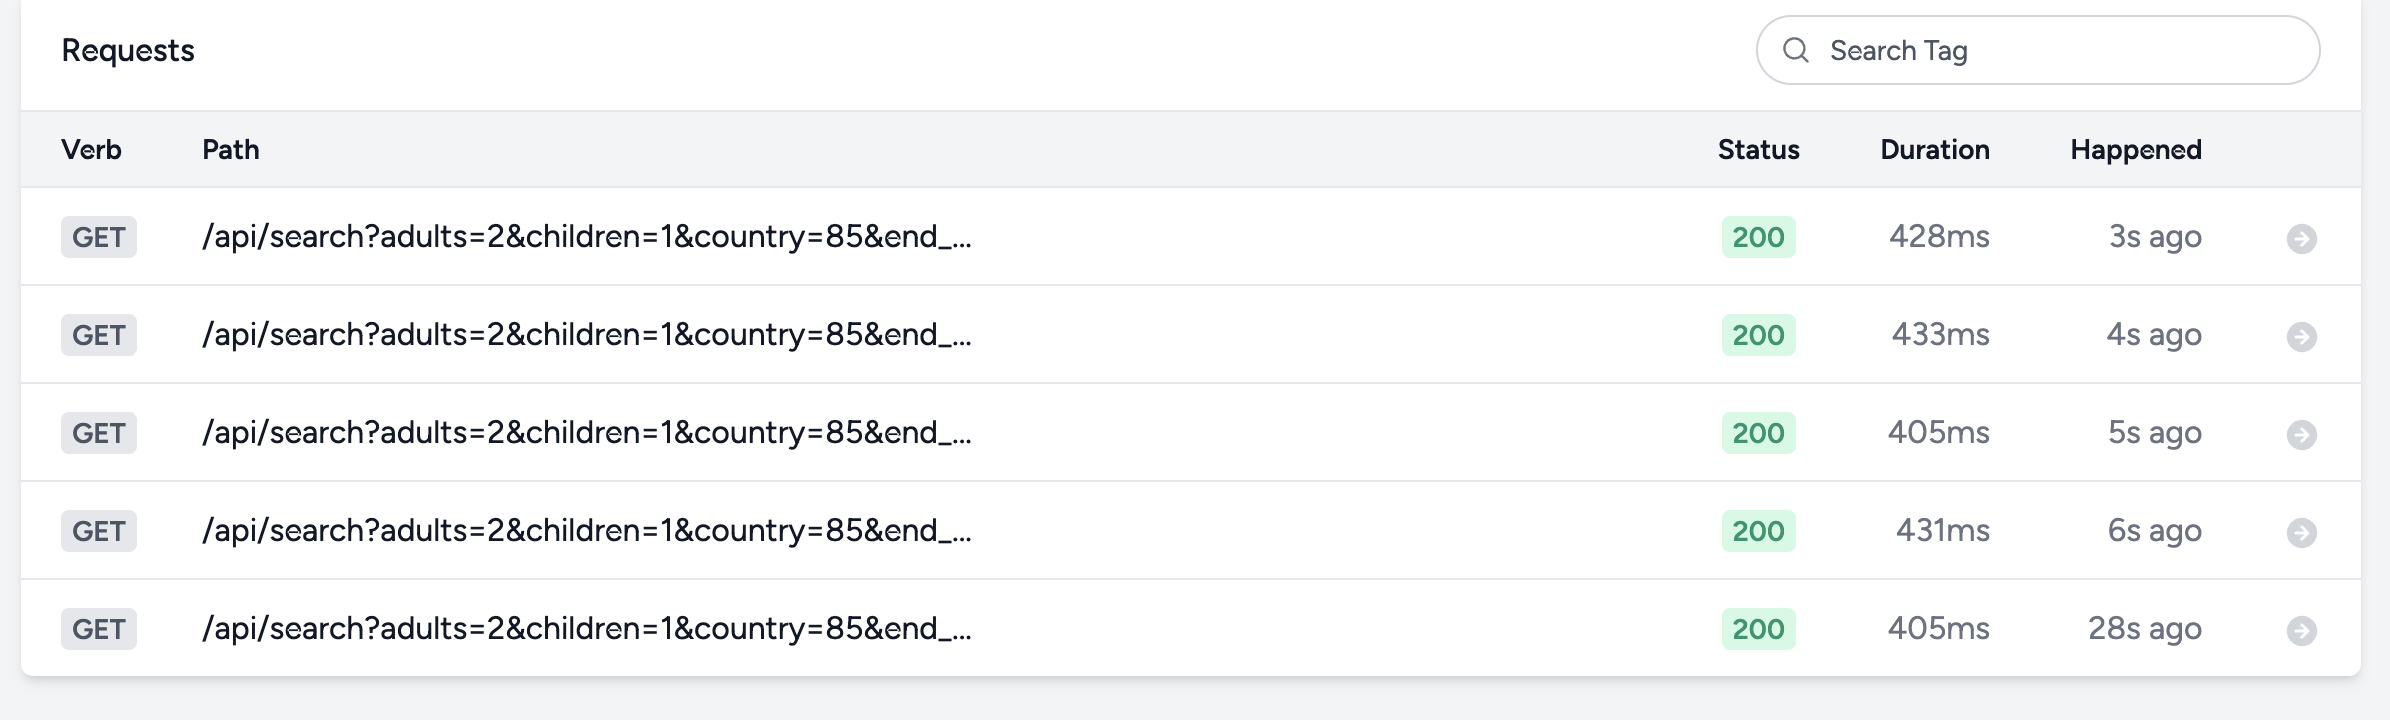 Requests
Search Tag
Verb Path Status Duration Happened
GET /api/search?adults=2&children=1&country=85&end_... 200 428ms 3s ago
GET /api/search?adults=2&children=1&country=85&end_... 200 433ms 4s ago
GET /api/search?adults=2&children=1&country=85&end_... 200 405ms 5s ago
GET /api/search?adults=2&children=1&country=85&end_... 200 431ms 6s ago
GET /api/search?adults=2&children=1&country=85&end_... 200 405ms 28s ago